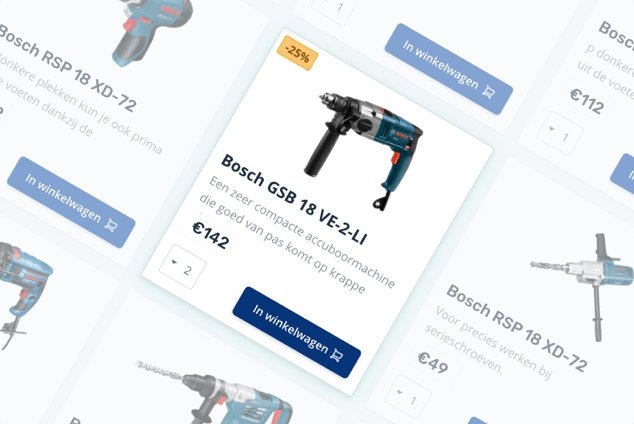 Bosch RSP 18 XD-72
donkere plekken kun je ook prima
voeten dankzij de
In winkelwagen
1
In winkelwagen
-25%
Bosch GSB 18 VE-2-LI
Een zeer compacte accuboormachine
die goed van pas komt op krappe
€142
2
In winkelwagen
Bosch
donkere
uit de voeten
€112
1
Bosch RSP 18 XD-72
Voor precies werken bij
serieschroeven.
€49
1